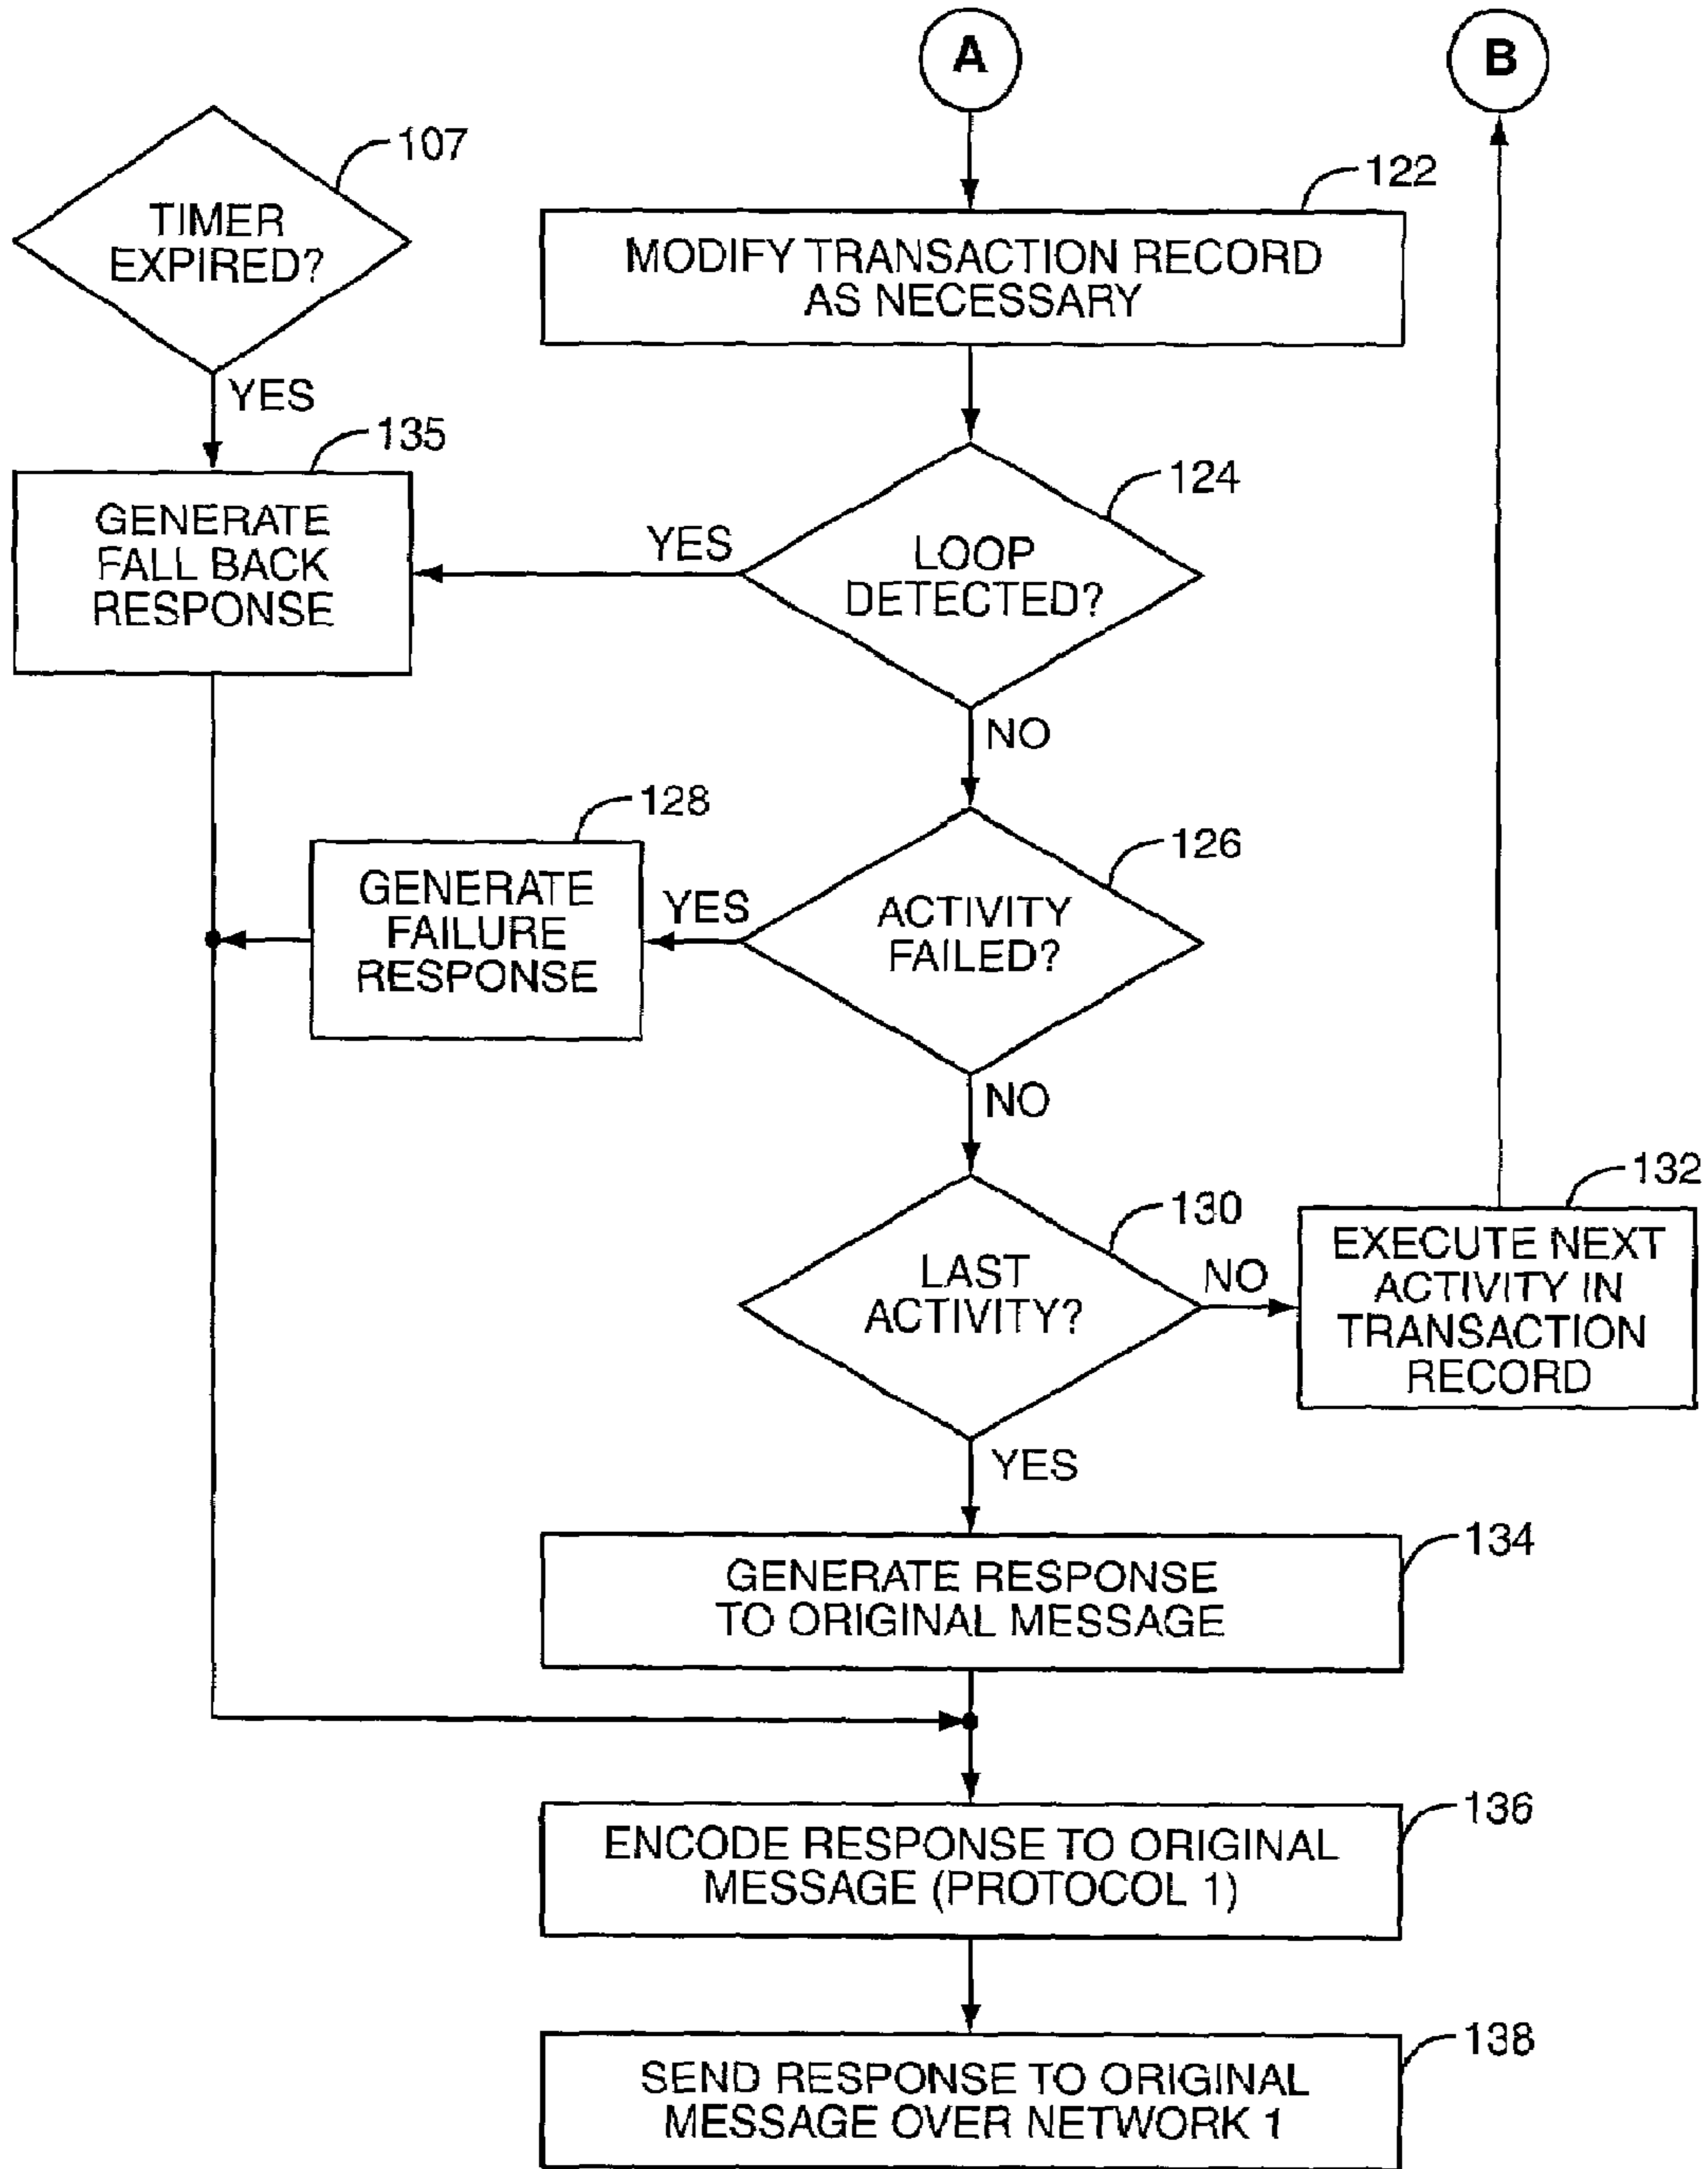 A
B
107
TIMER
EXPIRED?
122
MODIFY TRANSACTION RECORD
AS NECESSARY
YES
135
GENERATE
FALL BACK
RESPONSE
124
YES
LOOP
DETECTED?
NO
128
GENERATE
FAILURE
RESPONSE
126
YES
ACTIVITY
FAILED?
NO
130
LAST
ACTIVITY?
NO
132
EXECUTE NEXT
ACTIVITY IN
TRANSACTION
RECORD
YES
134
GENERATE RESPONSE
TO ORIGINAL MESSAGE
136
ENCODE RESPONSE TO ORIGINAL
MESSAGE (PROTOCOL 1)
138
SEND RESPONSE TO ORIGINAL
MESSAGE OVER NETWORK 1